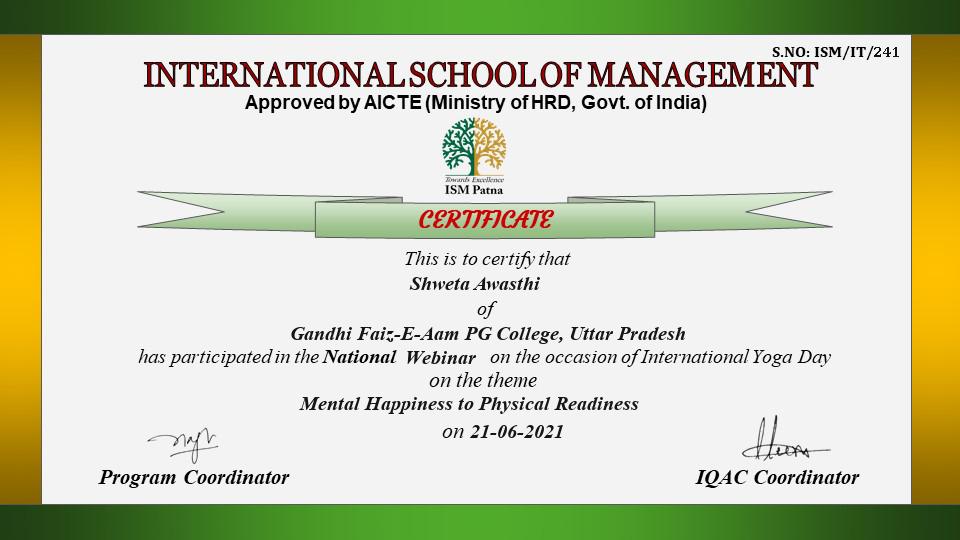 S.NO: ISM/IT/241
INTERNATIONAL SCHOOL OF MANAGEMENT
Approved by AICTE (Ministry of HRD, Govt. of India)
Towards Excellence
ISM Patna
CERTIFICATE
This is to certify that
Shweta Awasthi
of
Gandhi Faiz-E-Aam PG College, Uttar Pradesh
has participated in the National Webinar on the occasion of International Yoga Day
on the theme
Mental Happiness to Physical Readiness
on 21-06-2021
Program Coordinator
IQAC Coordinator